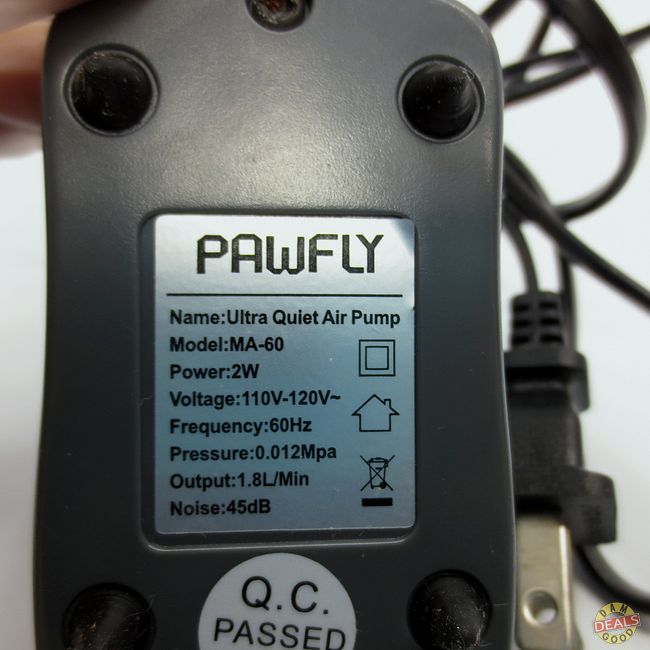 PAWFLY
Name:Ultra Quiet Air Pump
Model:MA-60
Power:2W
Voltage:110V-120V~
Frequency:60Hz
Pressure:0.012Mpa
Output:1.8L/Min
Noise:45dB
Q.C.
PASSED
DAMN
GOOD
DEALS